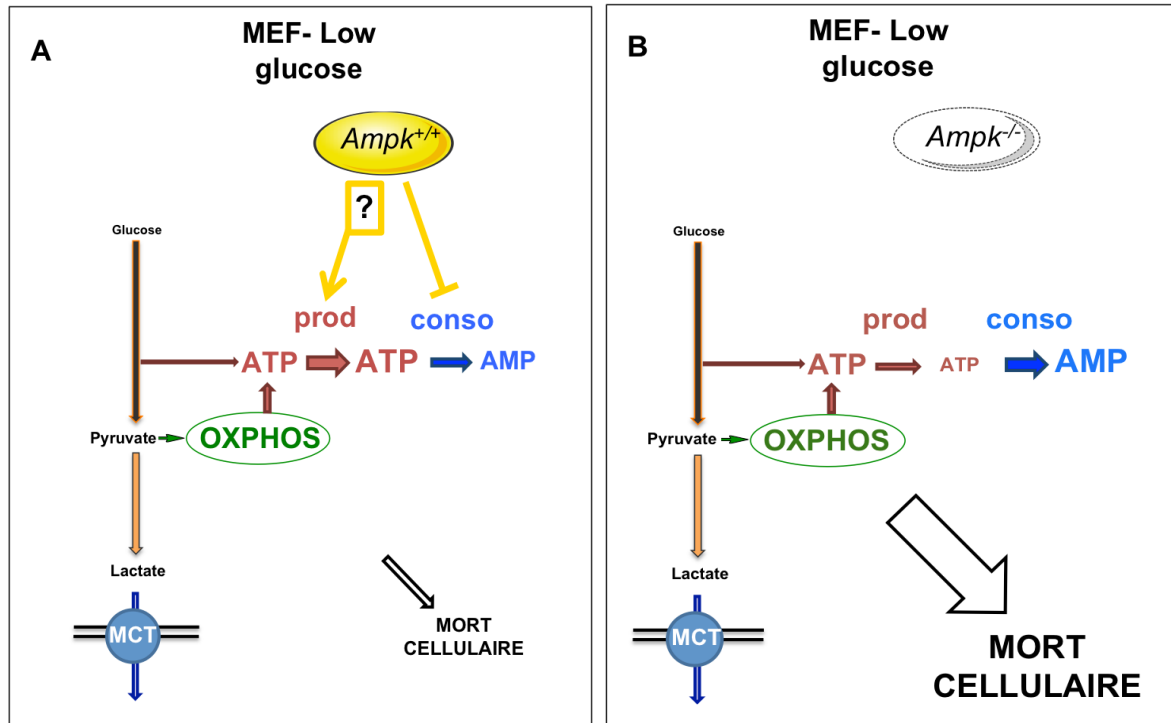 A
MEF- Low
glucose
Ampk+/+
?
Glucose
prod
conso
ATP
ATP
AMP
Pyruvate
OXPHOS
Lactate
MCT
MORT
CELLULAIRE
B
MEF- Low
glucose
Ampk-/-
Glucose
prod
conso
ATP
ATP
AMP
Pyruvate
OXPHOS
Lactate
MCT
MORT
CELLULAIRE